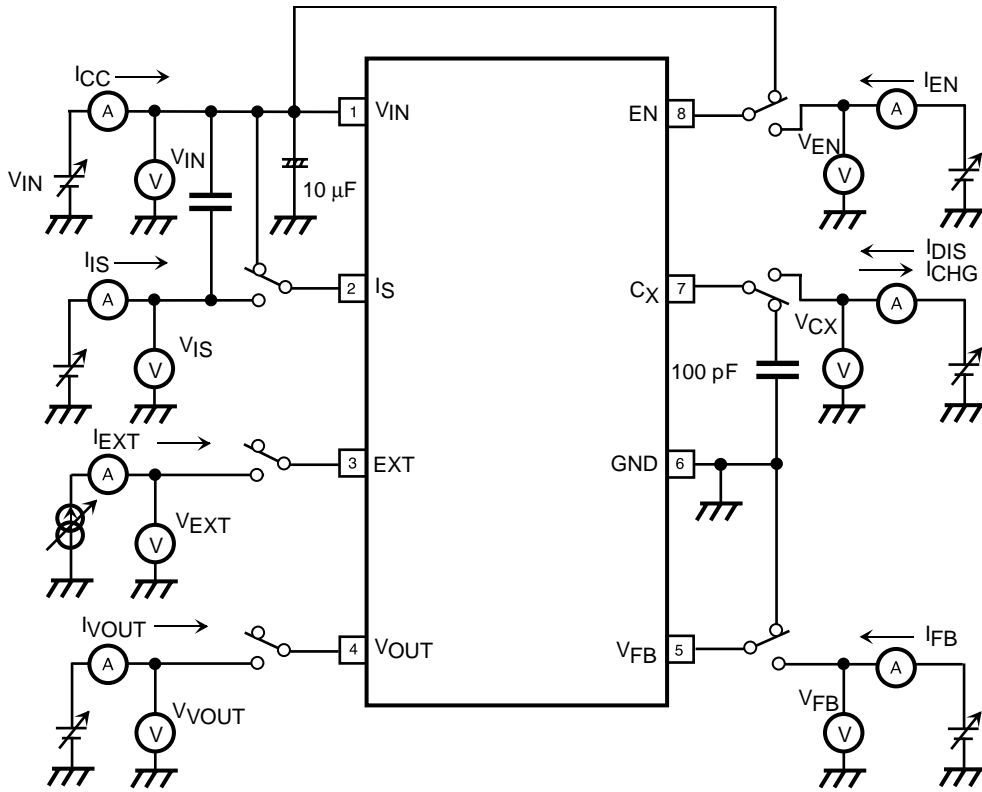 ICC
A
VIN
V
VIN
10 µF
1
VIN
IIS
A
VIS
V
2
IS
IEXT
A
VEXT
V
3
EXT
IVOUT
A
VVOUT
V
4
VOUT
EN
8
IEN
A
VEN
V
CX
7
IDIS
ICHG
A
VCX
V
100 pF
GND
6
VFB
5
IFB
A
VFB
V